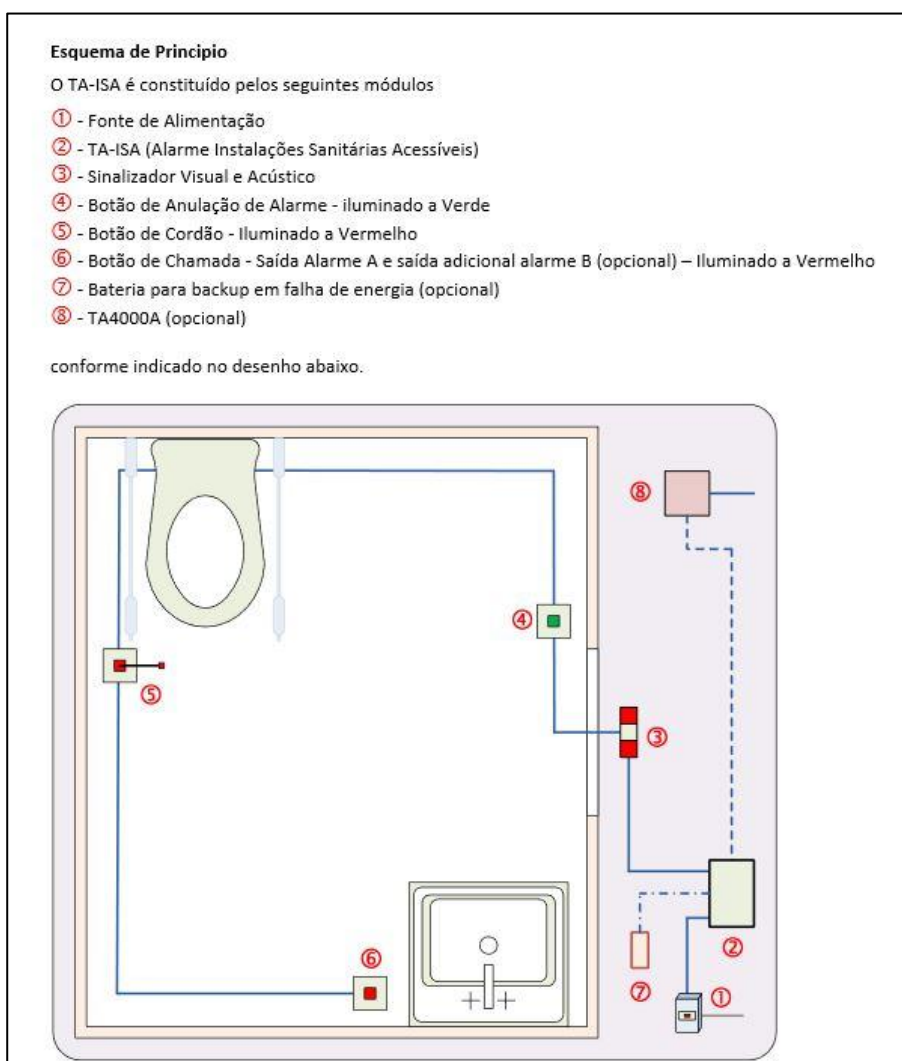 Esquema de Principio
O TA-ISA é constituído pelos seguintes módulos
① - Fonte de Alimentação
② - TA-ISA (Alarme Instalações Sanitárias Acessíveis)
③ - Sinalizador Visual e Acústico
④ - Botão de Anulação de Alarme - iluminado a Verde
⑤ - Botão de Cordão - Iluminado a Vermelho
⑥ - Botão de Chamada - Saída Alarme A e saída adicional alarme B (opcional) – Iluminado a Vermelho
⑦ - Bateria para backup em falha de energia (opcional)
⑧ - TA4000A (opcional)
conforme indicado no desenho abaixo.
⑧
④
⑤
③
②
⑥
⑦
①